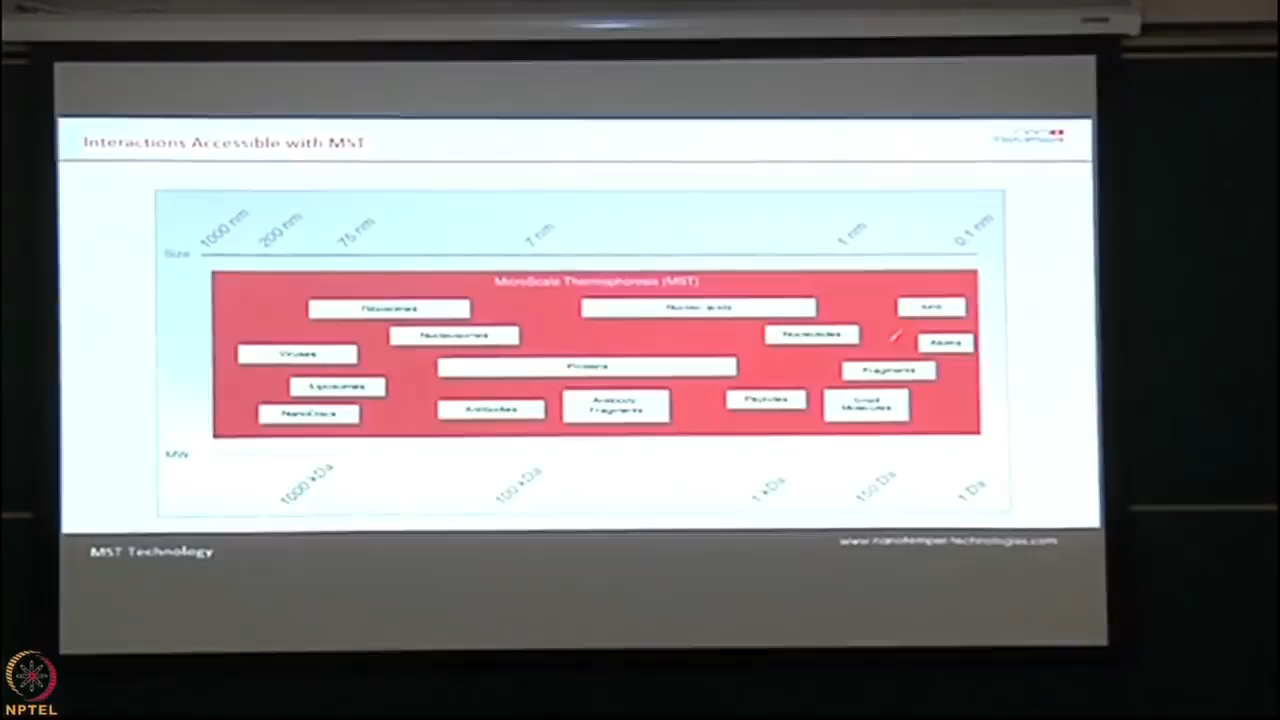 Interactions Accessible with MST
1000 nm
200 nm
75 nm
7 nm
1 nm
0.1 nm
Size
MicroScale Thermophoresis (MST)
Ribosomes
Nucleic acids
Ions
Nucleosomes
Nucleotides
Atoms
Viruses
Proteins
Fragments
Liposomes
NanoDiscs
Antibodies
Antibody
Fragments
Peptides
Small
Molecules
MW
1000 kDa
100 kDa
1 kDa
150 Da
1 Da
MST Technology
www.nanotemper-technologies.com
NPTEL